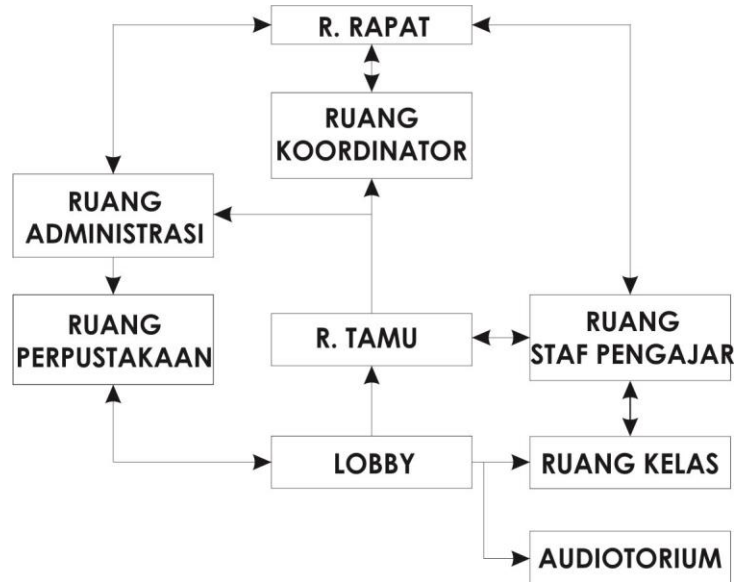 R. RAPAT
RUANG
KOORDINATOR
RUANG
ADMINISTRASI
RUANG
PERPUSTAKAAN
R. TAMU
RUANG
STAF PENGAJAR
LOBBY
RUANG KELAS
AUDIOTORIUM